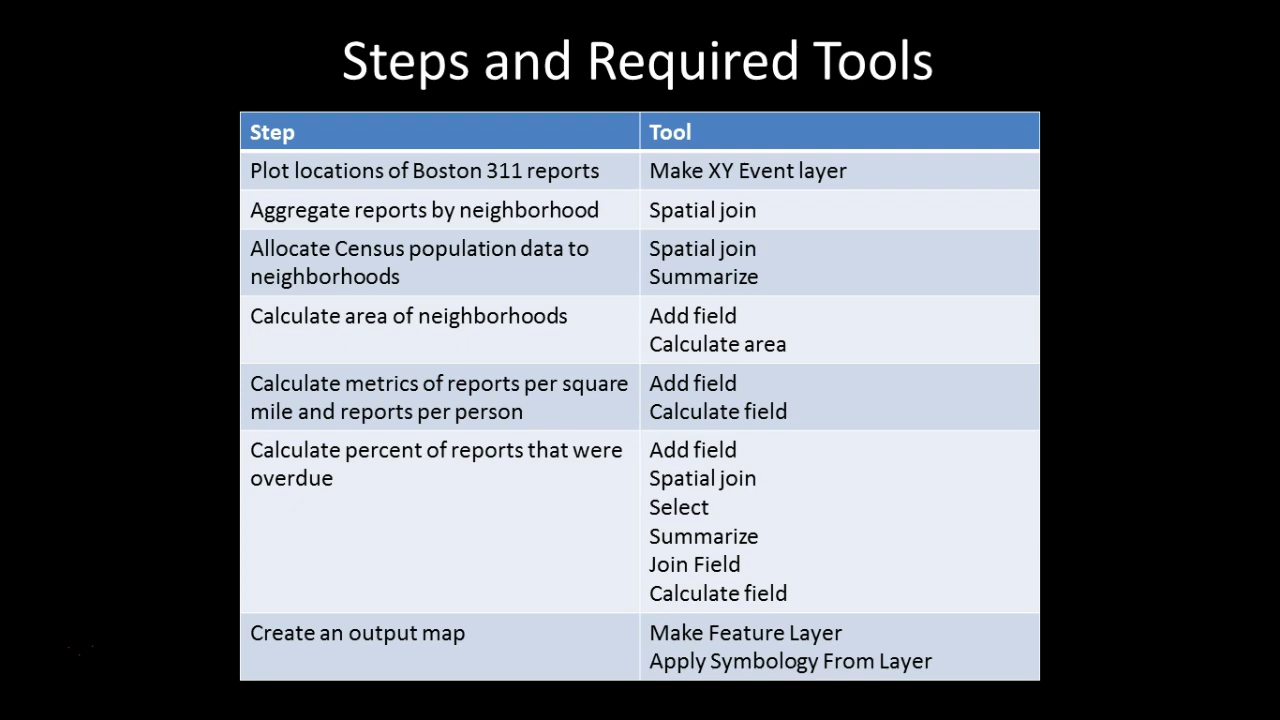 Steps and Required Tools
Step
Tool
Plot locations of Boston 311 reports
Make XY Event layer
Aggregate reports by neighborhood
Spatial join
Allocate Census population data to
neighborhoods
Spatial join
Summarize
Calculate area of neighborhoods
Add field
Calculate area
Calculate metrics of reports per square
mile and reports per person
Add field
Calculate field
Calculate percent of reports that were
overdue
Add field
Spatial join
Select
Summarize
Join Field
Calculate field
Create an output map
Make Feature Layer
Apply Symbology From Layer